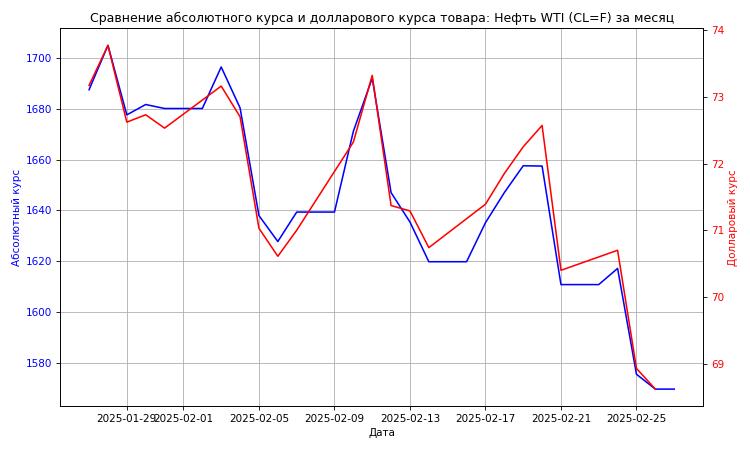 Сравнение абсолютного курса и долларового курса товара: Нефть WTI (CL=F) за месяц
Абсолютный курс
1700
1680
1660
1640
1620
1600
1580
74
73
72
71
70
69
Долларовый курс
2025-01-29 2025-02-01 2025-02-05 2025-02-09 2025-02-13 2025-02-17 2025-02-21 2025-02-25
Дата